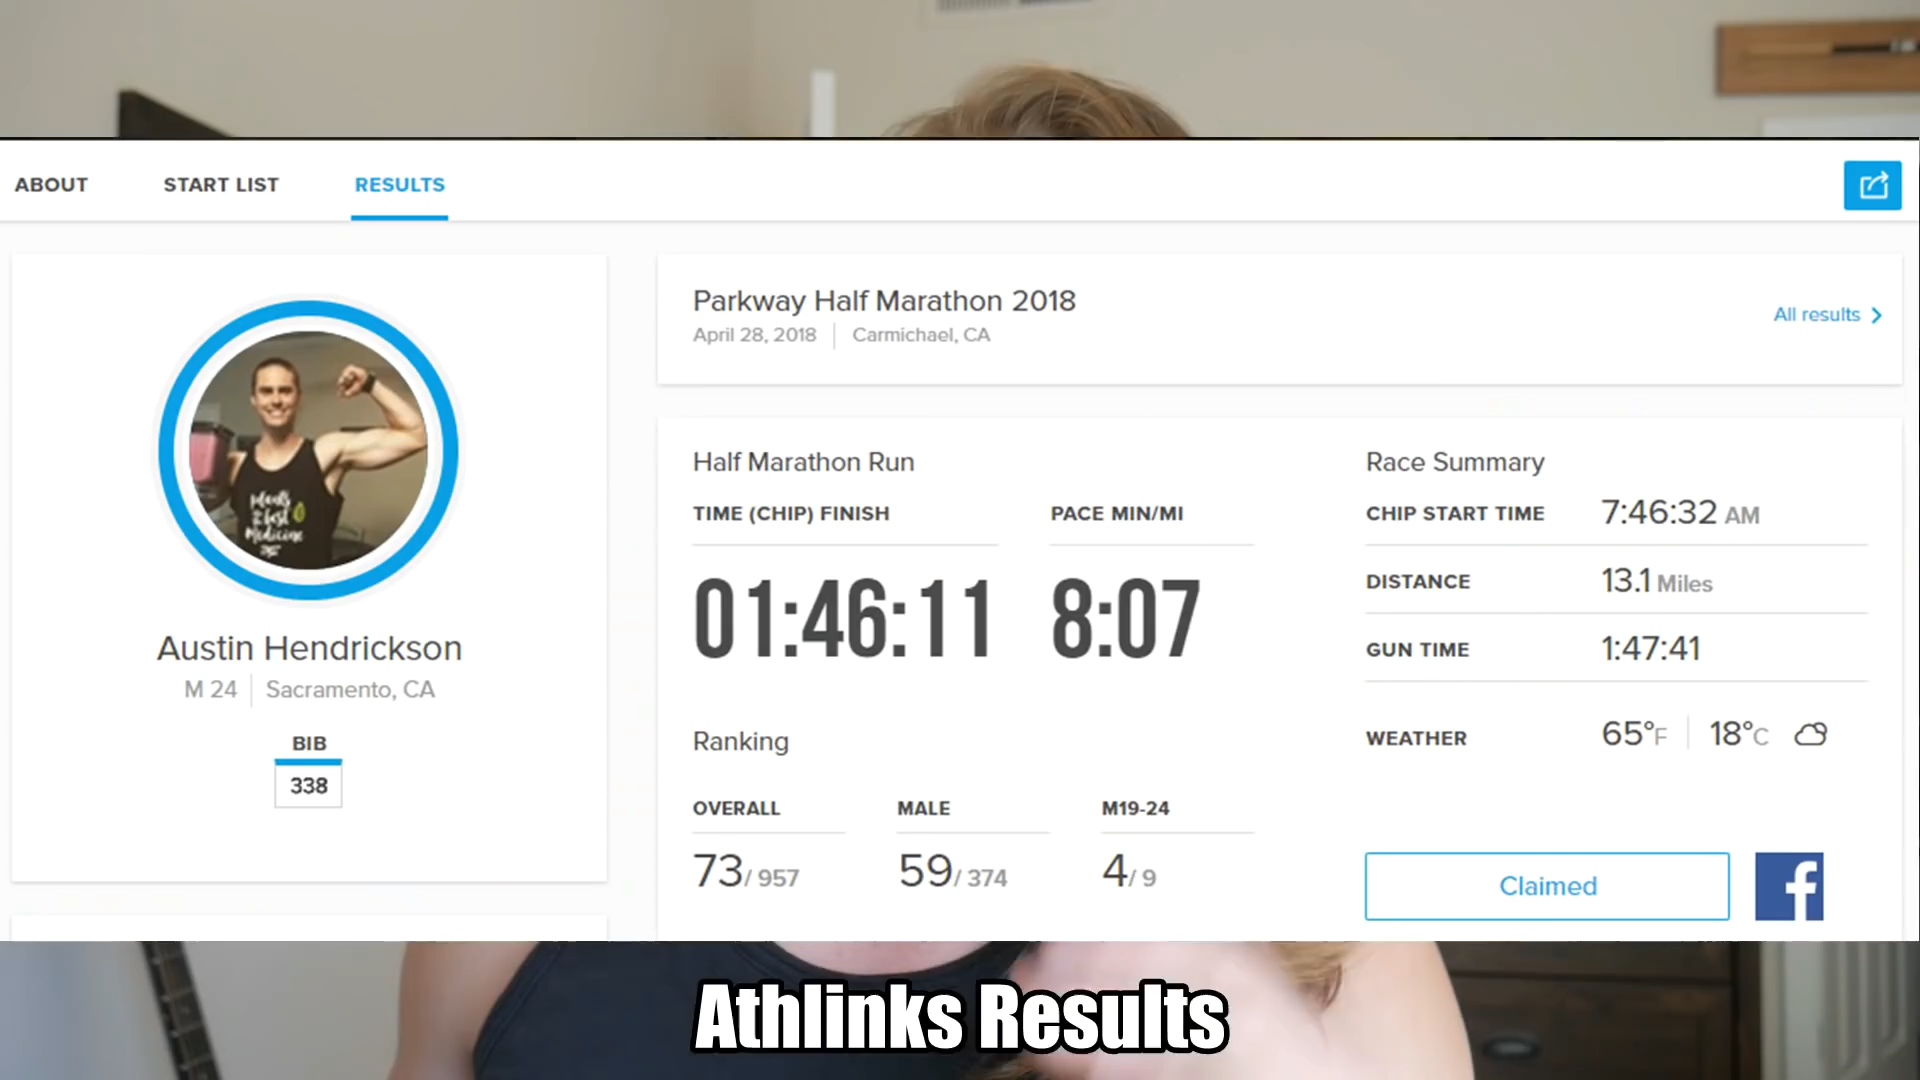 ABOUT START LIST RESULTS
Parkway Half Marathon 2018
April 28, 2018 Carmichael, CA
All results
plants
Medicine
Austin Hendrickson
M 24 Sacramento, CA
BIB
338
Half Marathon Run
TIME (CHIP) FINISH PACE MIN/MI
01:46:11 8:07
Ranking
OVERALL MALE M19-24
73/ 957 59/ 374 4/ 9
Race Summary
CHIP START TIME 7:46:32 AM
DISTANCE 13.1 Miles
GUN TIME 1:47:41
WEATHER 65°F 18°C
Claimed
f
Athlinks Results